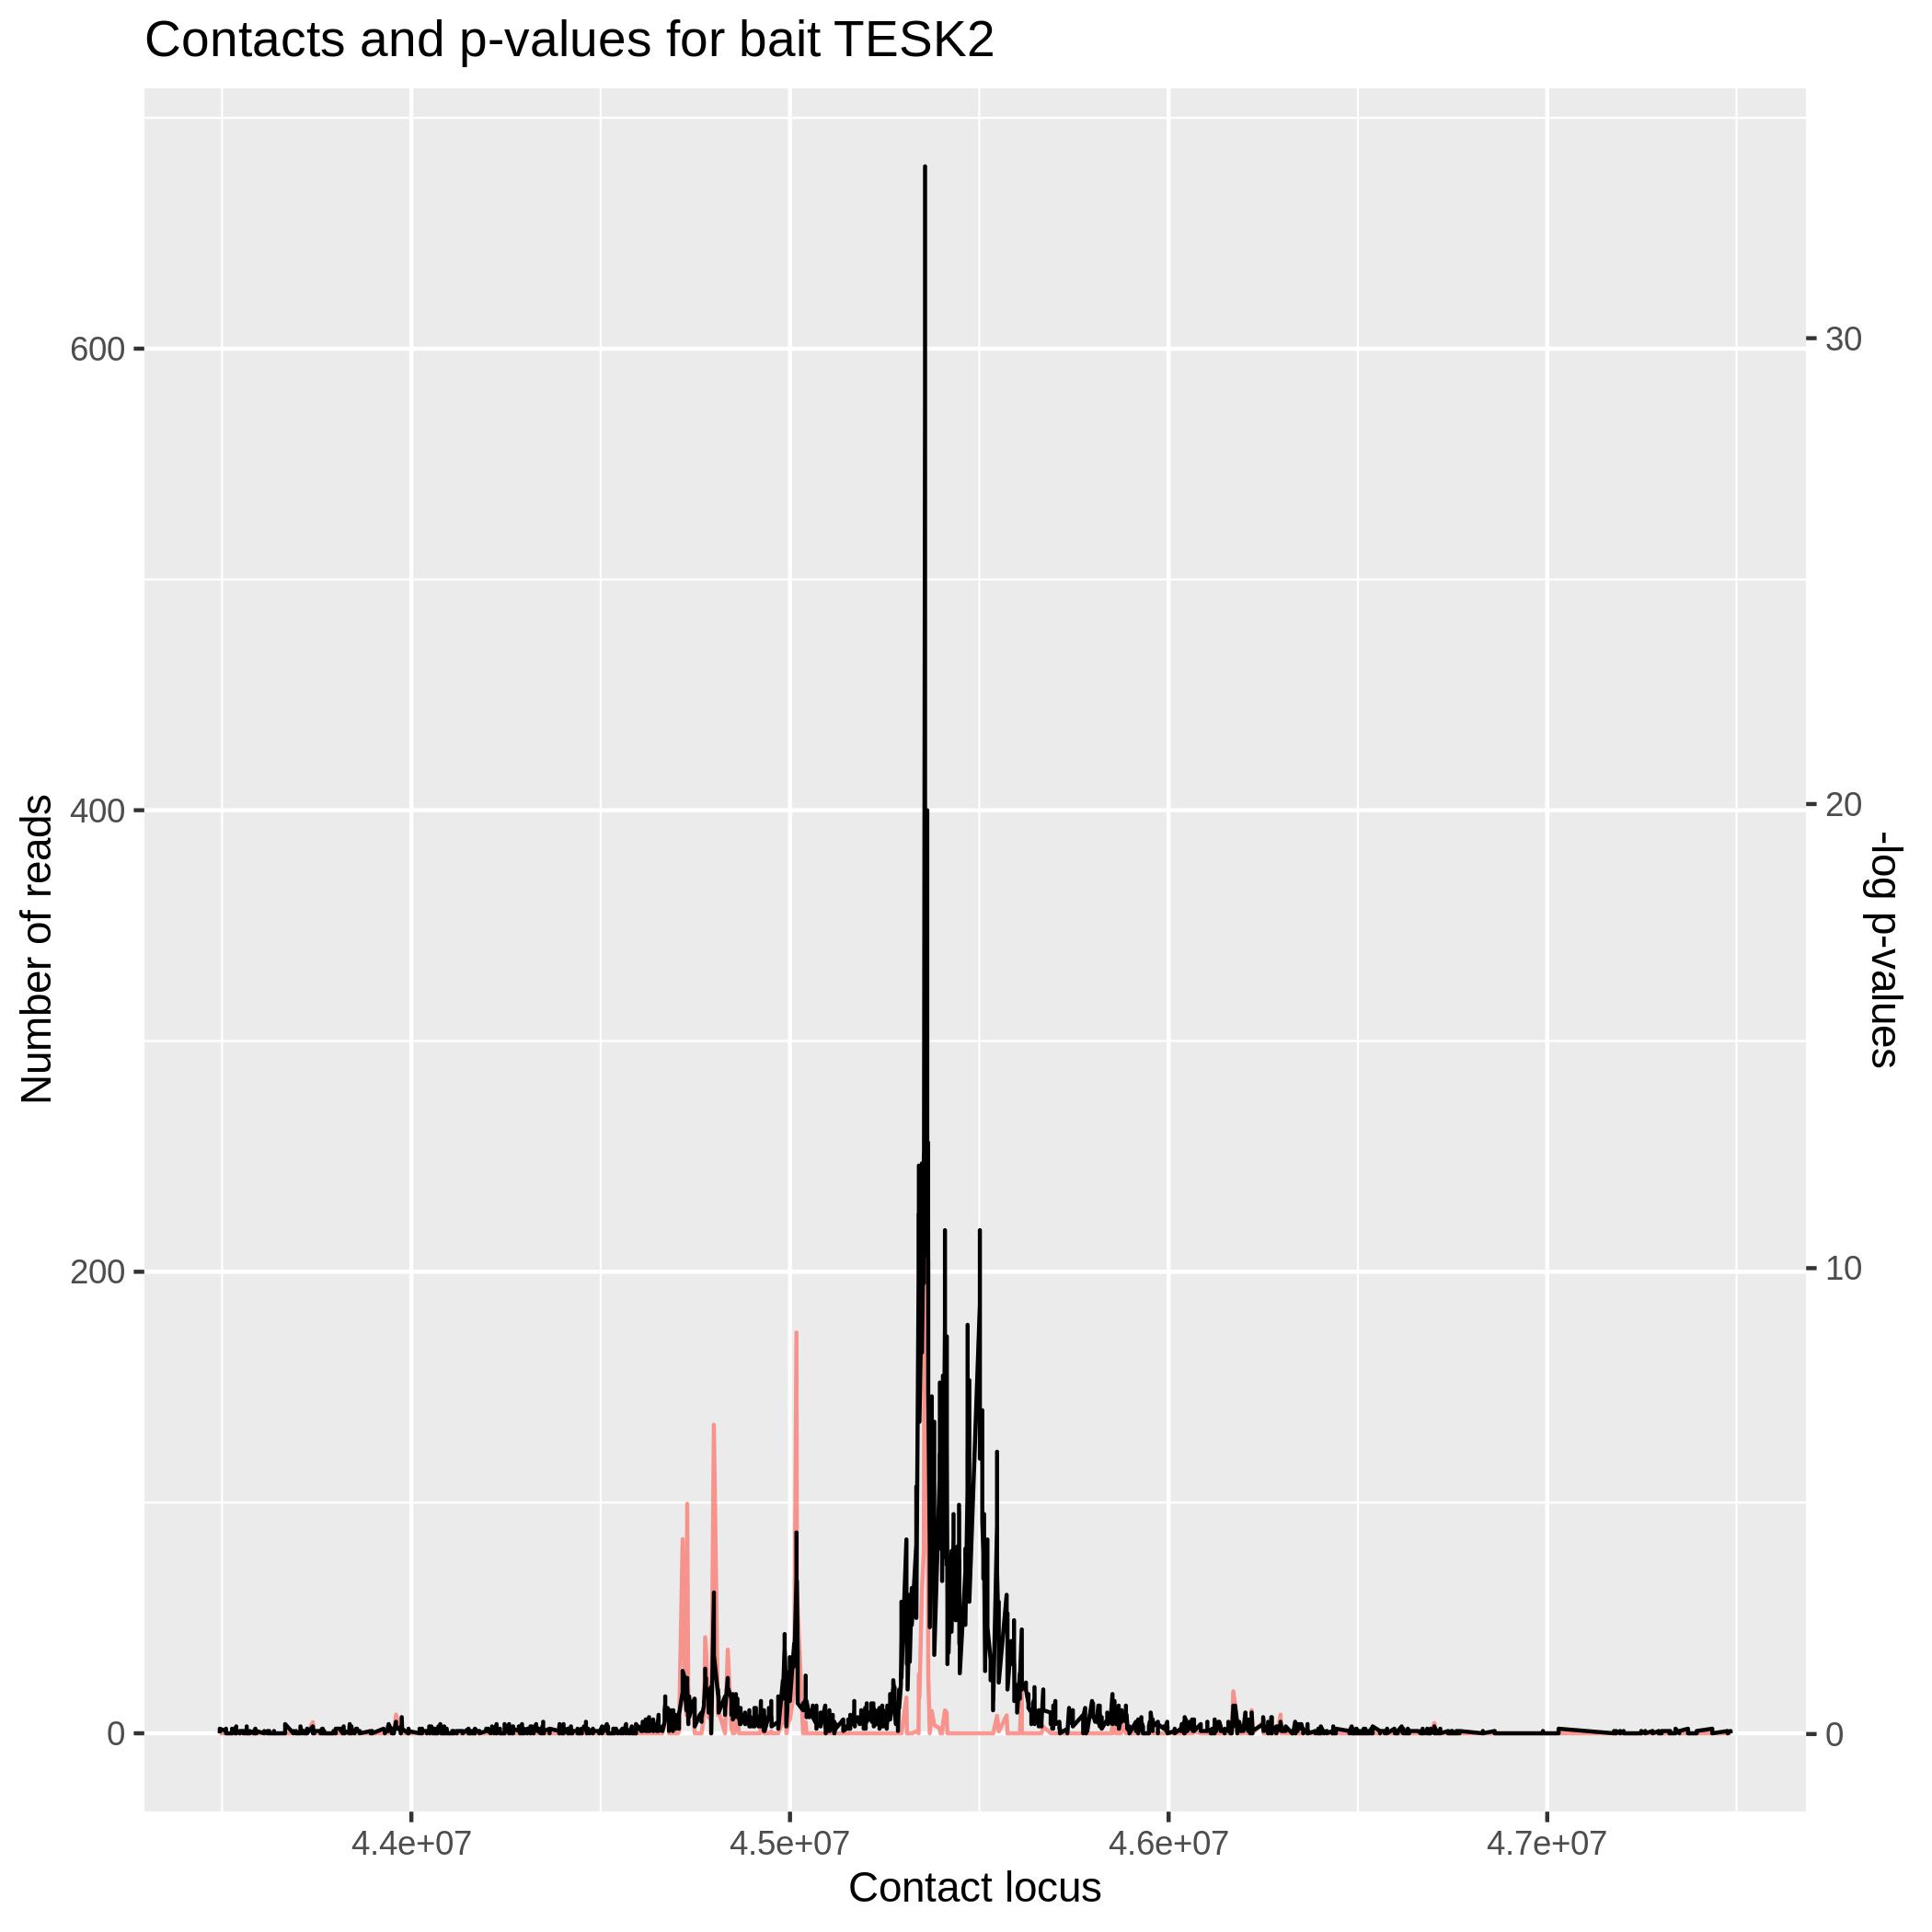 Contacts and p-values for bait TESK2
Number of reads
600
400
200
0
30
20
10
0
-log p-values
4.4e+07
4.5e+07
4.6e+07
4.7e+07
Contact locus